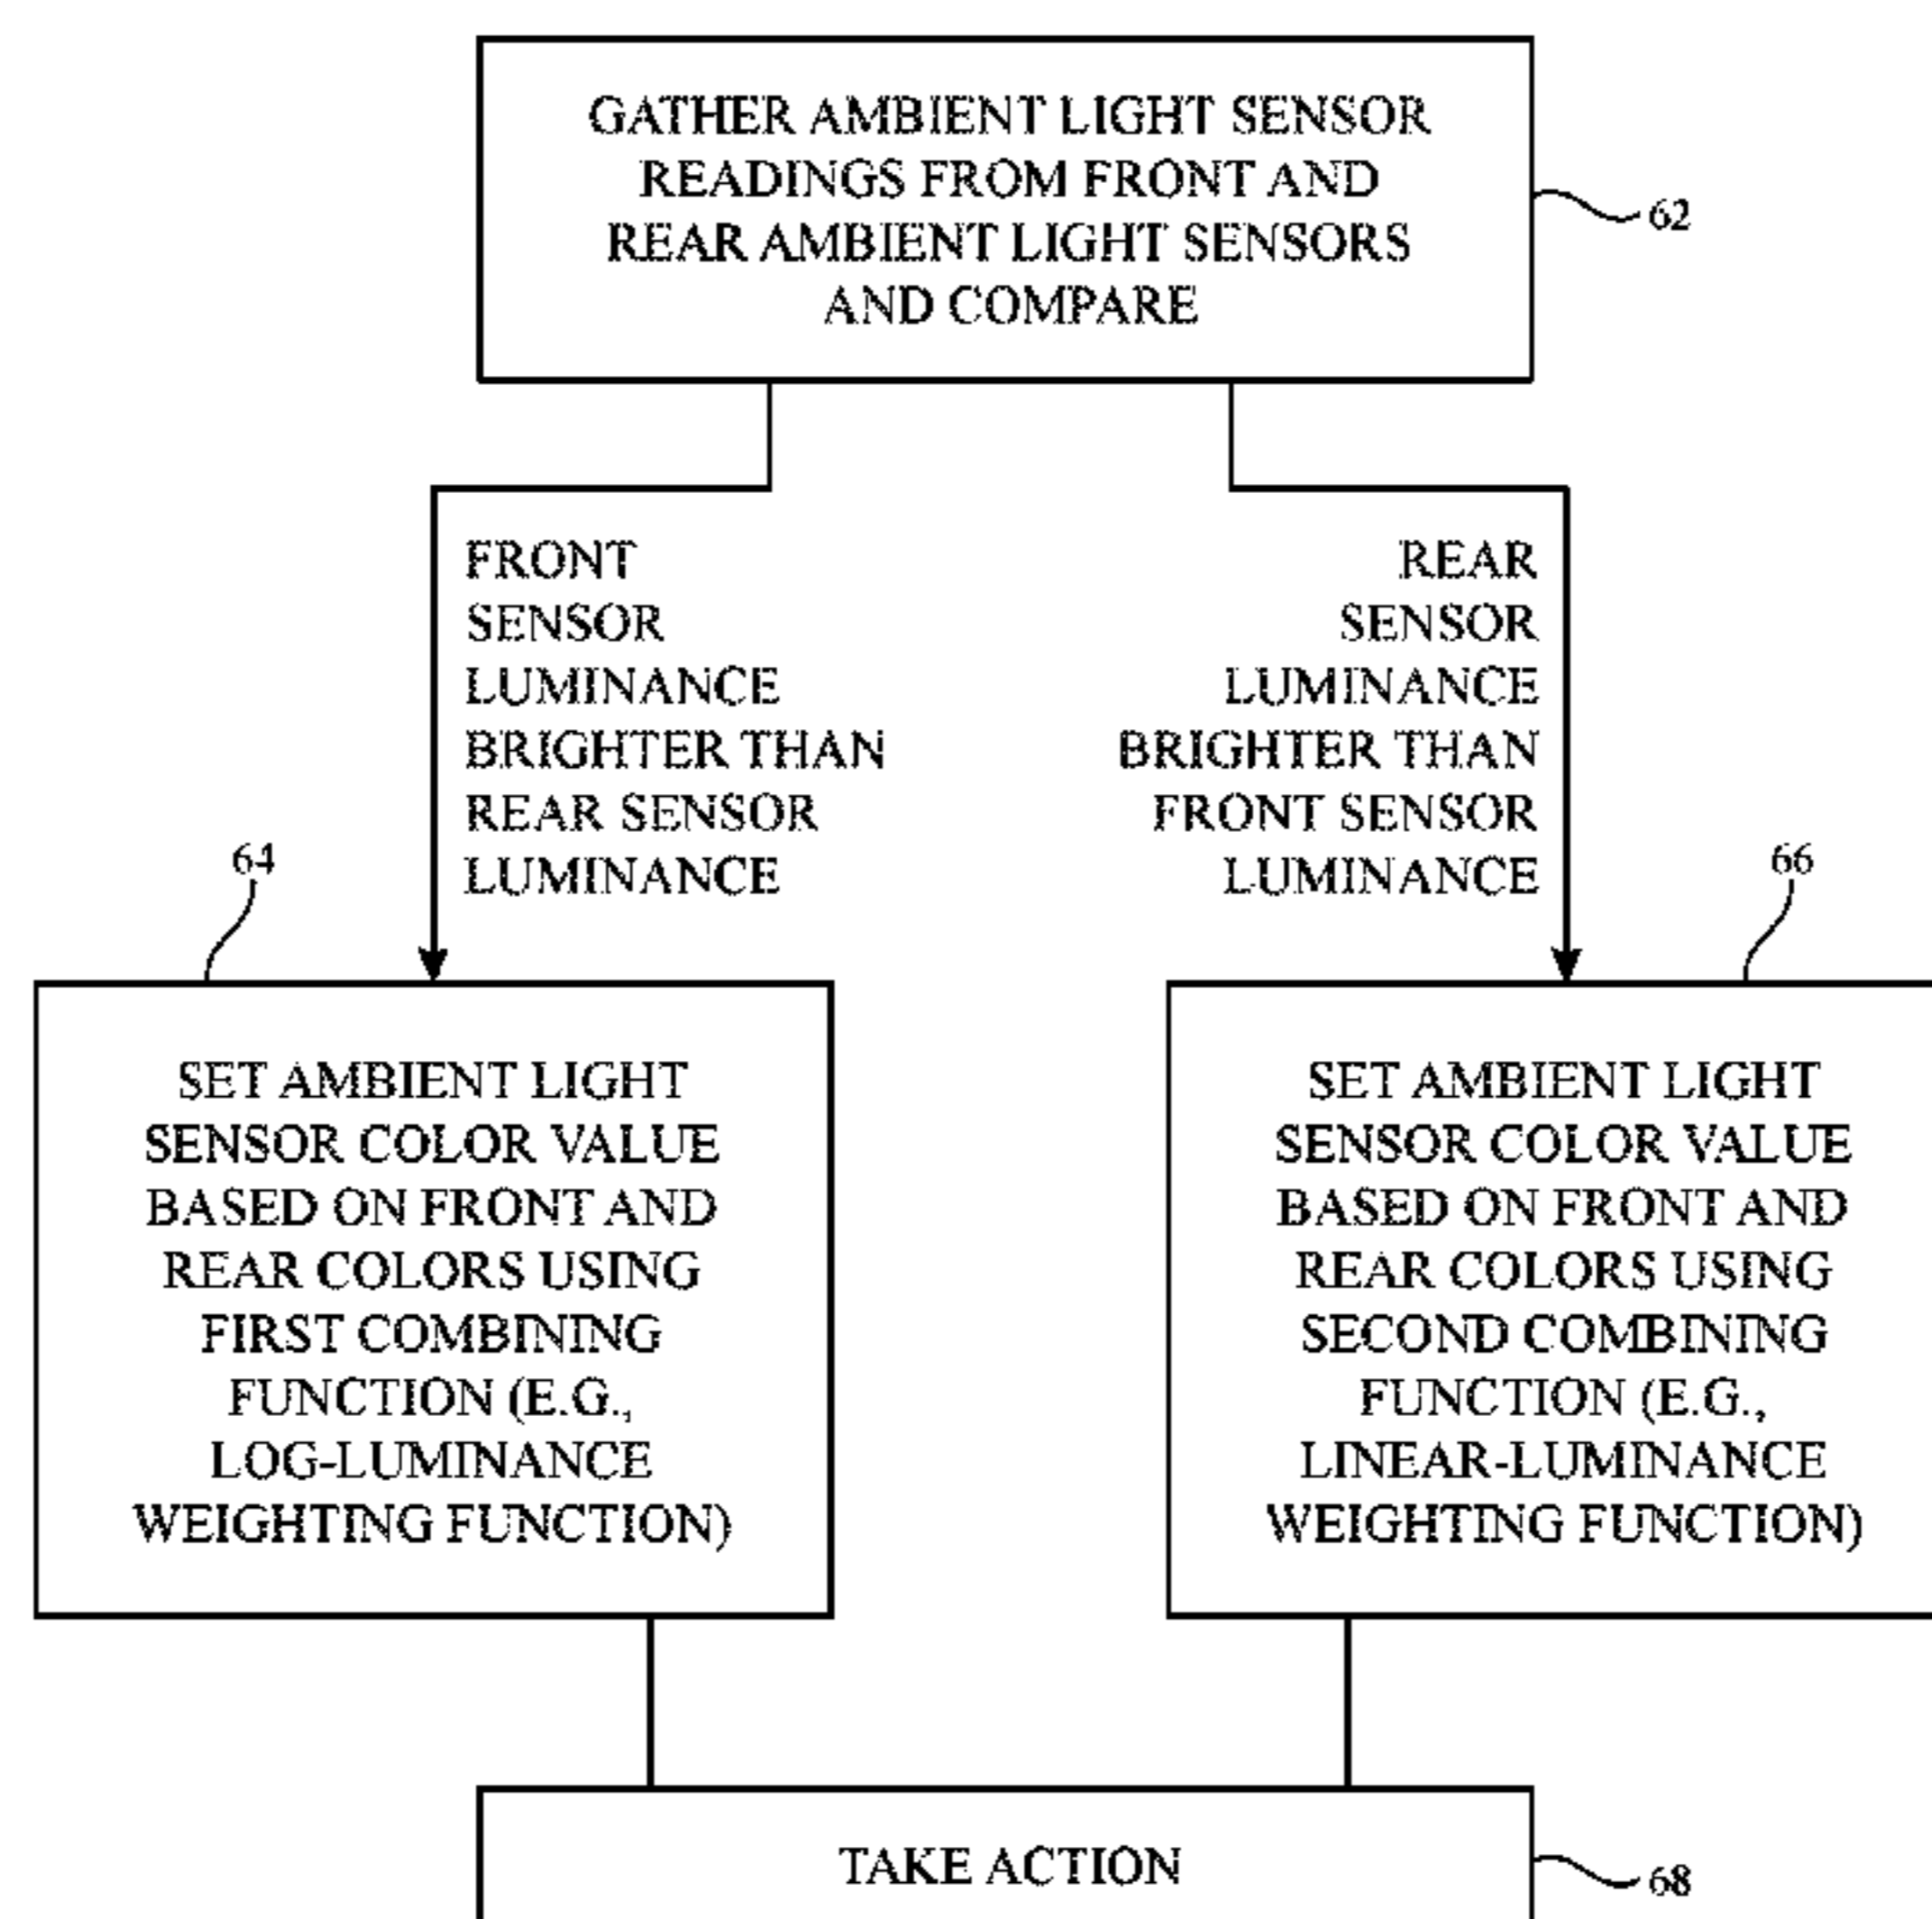 GATHER AMBIENT LIGHT SENSOR
READINGS FROM FRONT AND
REAR AMBIENT LIGHT SENSORS
AND COMPARE
62
FRONT
SENSOR
LUMINANCE
BRIGHTER THAN
REAR SENSOR
LUMINANCE
REAR
SENSOR
LUMINANCE
BRIGHTER THAN
FRONT SENSOR
LUMINANCE
64
66
SET AMBIENT LIGHT
SENSOR COLOR VALUE
BASED ON FRONT AND
REAR COLORS USING
FIRST COMBINING
FUNCTION (E.G.,
LOG-LUMINANCE
WEIGHTING FUNCTION)
SET AMBIENT LIGHT
SENSOR COLOR VALUE
BASED ON FRONT AND
REAR COLORS USING
SECOND COMBINING
FUNCTION (E.G.,
LINEAR-LUMINANCE
WEIGHTING FUNCTION)
TAKE ACTION
68